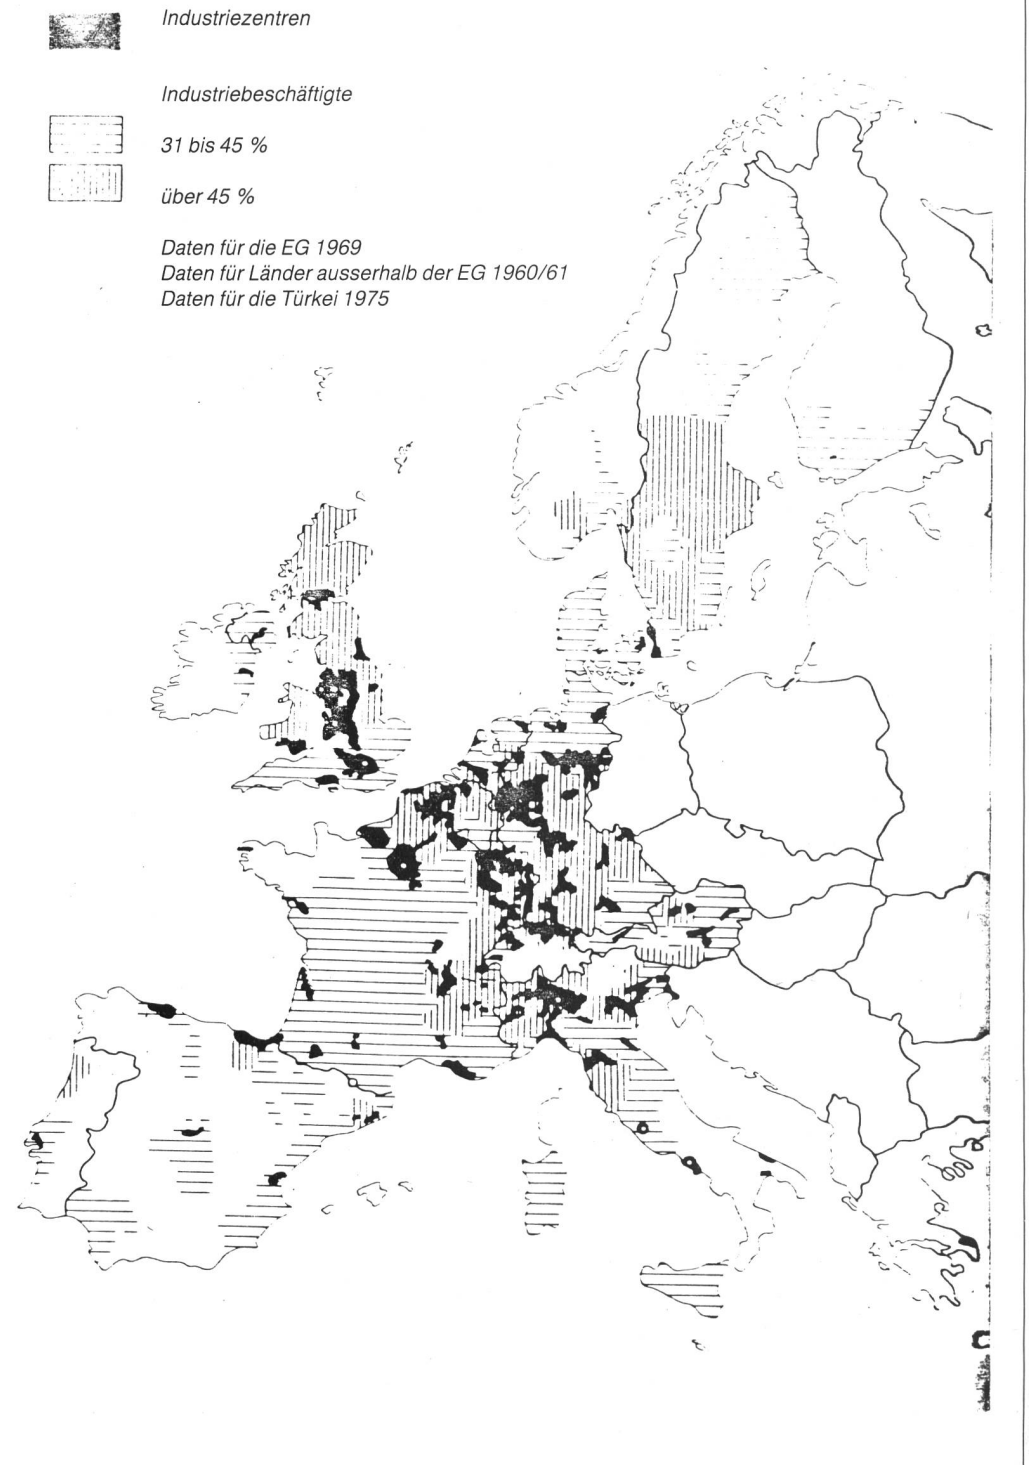 Industriezentren
Industriebeschäftigte
31 bis 45 %
über 45 %
Daten für die EG 1969
Daten für Länder ausserhalb der EG 1960/61
Daten für die Türkei 1975